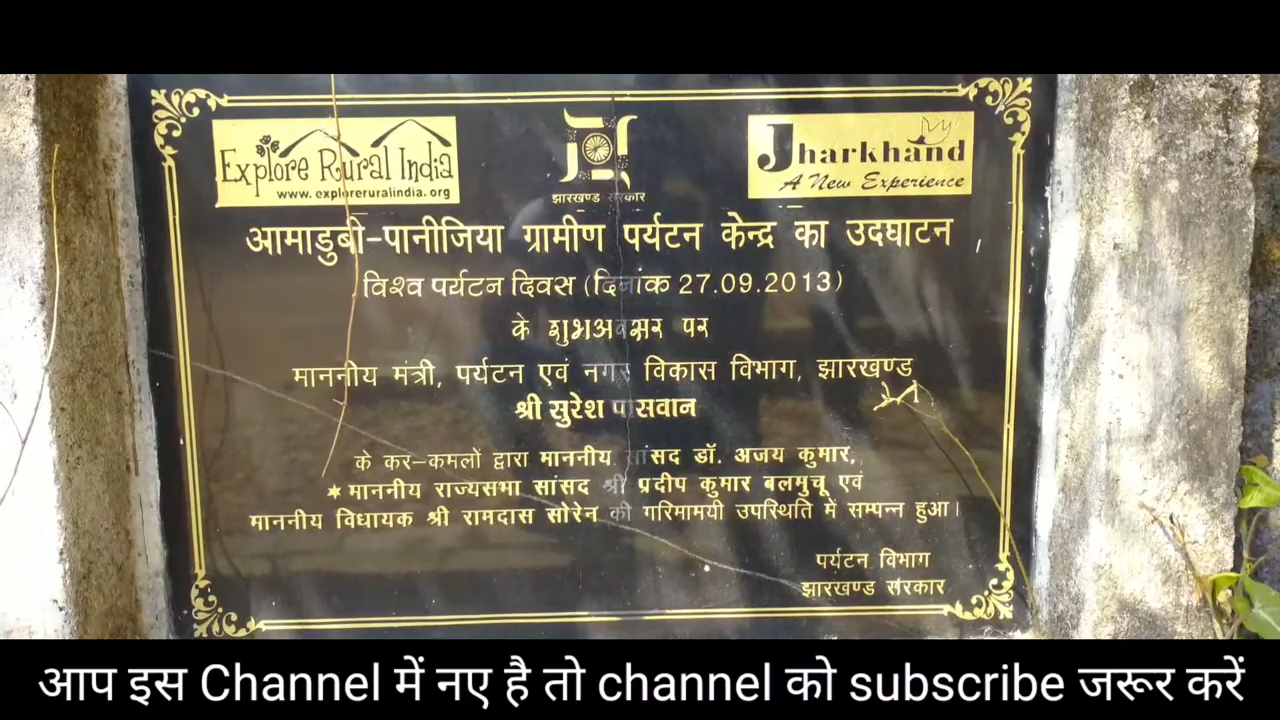 Explore Rural India
www.exploreruralindia.org
झारखण्ड सरकार
Jharkhand
A New Experience
आमाडुबी-पानीजिया ग्रामीण पर्यटन केन्द्र का उदघाटन
विश्व पर्यटन दिवस (दिनांक 27.09.2013)
के शुभअवसर पर
माननीय मंत्री, पर्यटन एवं नगर विकास विभाग, झारखण्ड
श्री सुरेश पासवान
के कर-कमलों द्वारा माननीय सांसद डॉ. अजय कुमार,
*माननीय राज्यसभा सांसद श्री प्रदीप कुमार बलमुचू एवं
माननीय विधायक श्री रामदास सोरेन की गरिमामयी उपस्थिति में सम्पन्न हुआ।
पर्यटन विभाग
झारखण्ड सरकार
आप इस Channel में नए है तो channel को subscribe जरूर करें